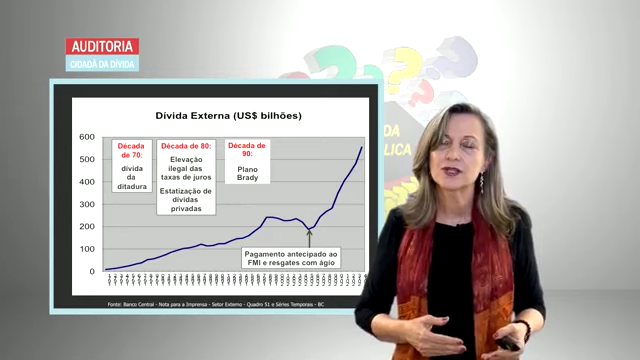 AUDITORIA
CIDADÃ DA DÍVIDA
Dívida Externa (US$ bilhões)
600
500
400
300
200
100
0
Década
de 70:
dívida
da
ditadura
Década de 80:
Elevação
ilegal das
taxas de juros
Estatização de
dívidas
privadas
Década de
90:
Plano
Brady
Pagamento antecipado ao
FMI e resgates com ágio
Fonte: Banco Central - Nota para a Imprensa - Setor Externo - Quadro 51 e Séries Temporais - BC
DA
LICA